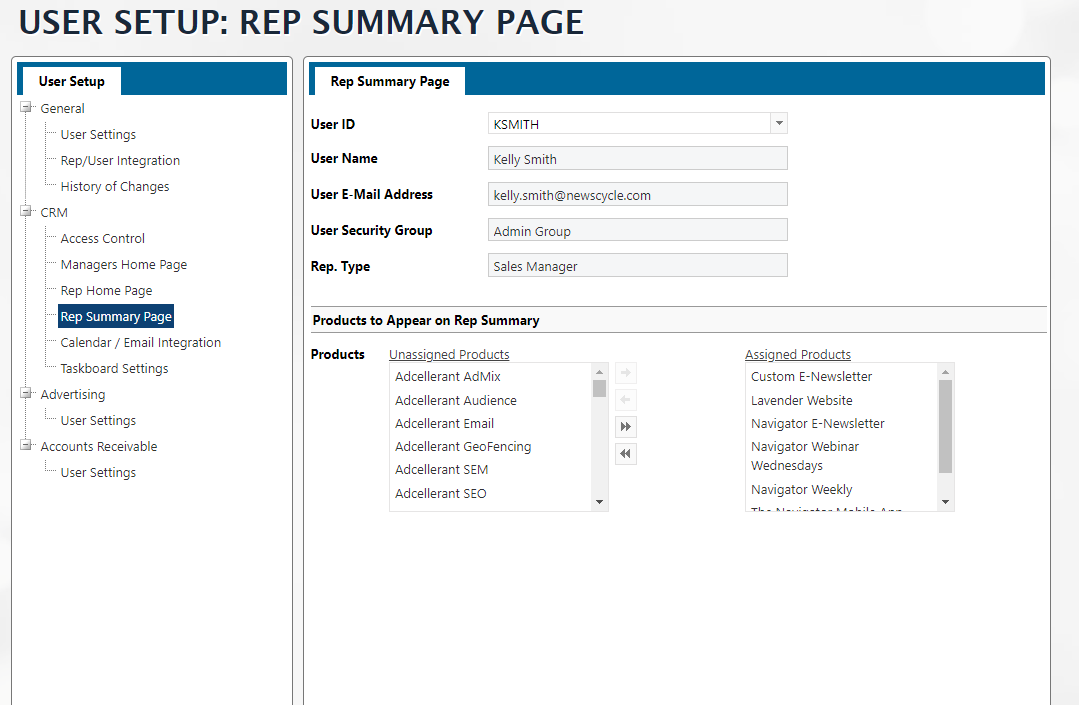 USER SETUP: REP SUMMARY PAGE
User Setup
General
User Settings
Rep/User Integration
History of Changes
CRM
Access Control
Managers Home Page
Rep Home Page
Rep Summary Page
Calendar / Email Integration
Taskboard Settings
Advertising
User Settings
Accounts Receivable
User Settings
Rep Summary Page
User ID
KSMITH
User Name
Kelly Smith
User E-Mail Address
kelly.smith@newscycle.com
User Security Group
Admin Group
Rep. Type
Sales Manager
Products to Appear on Rep Summary
Products
Unassigned Products
Adcellerant AdMix
Adcellerant Audience
Adcellerant Email
Adcellerant GeoFencing
Adcellerant SEM
Adcellerant SEO
Assigned Products
Custom E-Newsletter
Lavender Website
Navigator E-Newsletter
Navigator Webinar
Wednesdays
Navigator Weekly
The Navigator Mobile App